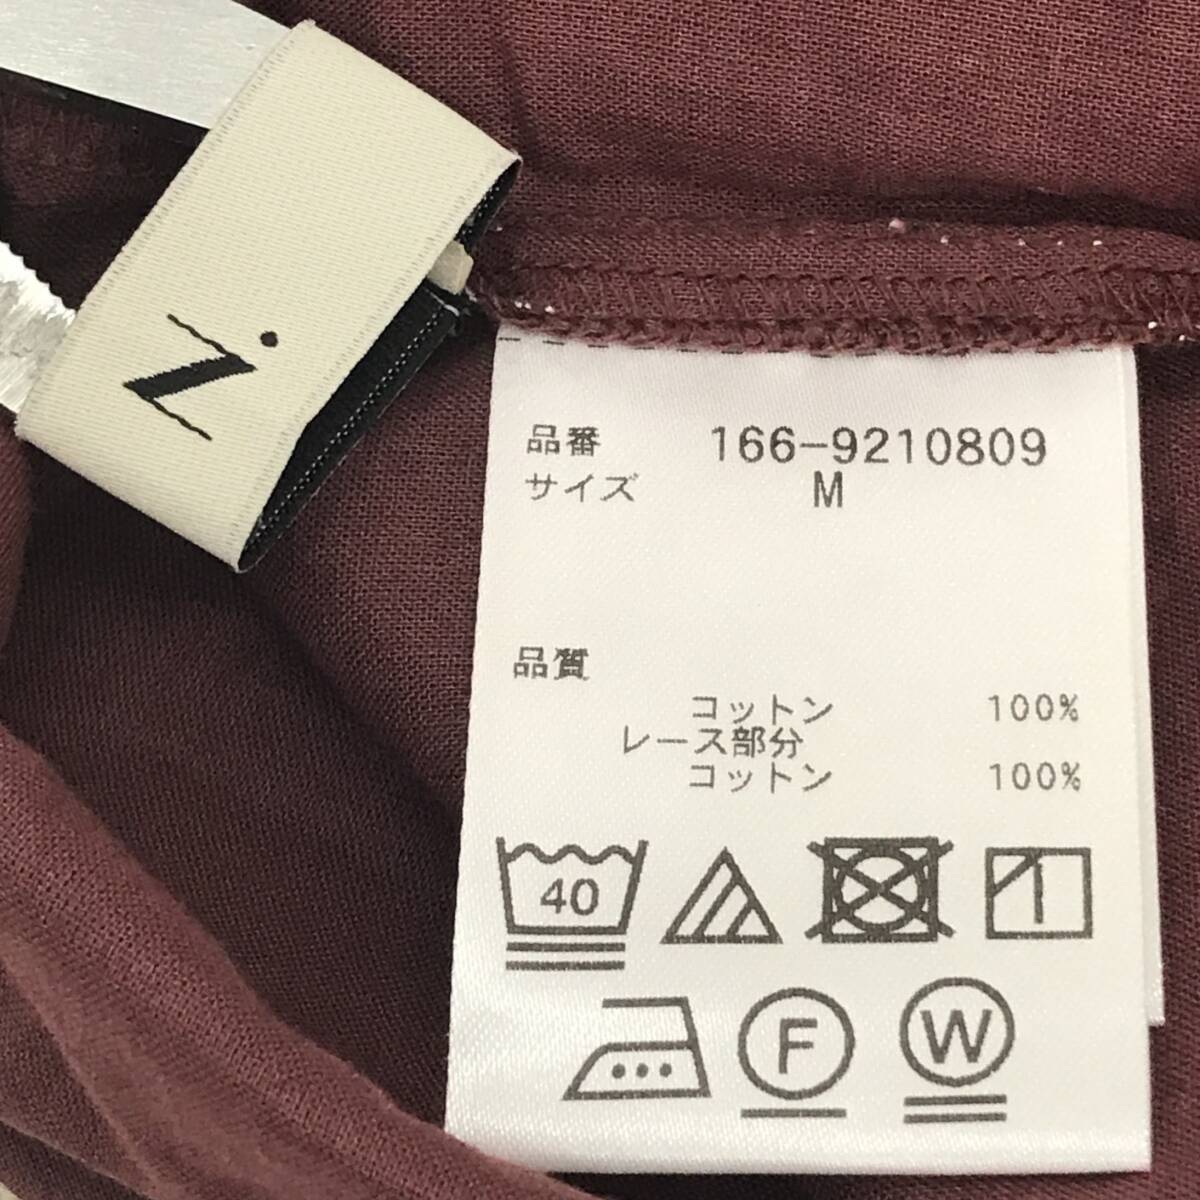 N.
品番 166-9210809
サイズ M
品質
コットン 100%
レース部分
コットン 100%
40
F
W